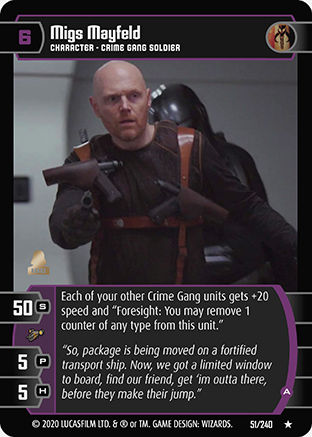 6
Migs Mayfeld
CHARACTER - CRIME GANG SOLDIER
50 S
Each of your other Crime Gang units gets +20
speed and “Foresight: You may remove 1
counter of any type from this unit.”
5 P
5 H
“So, package is being moved on a fortified
transport ship. Now, we got a limited window
to board, find our friend, get ’im outta there,
before they make their jump.”
A
© 2020 LUCASFILM LTD. & ® or TM. GAME DESIGN: WIZARDS. 51/240 ★